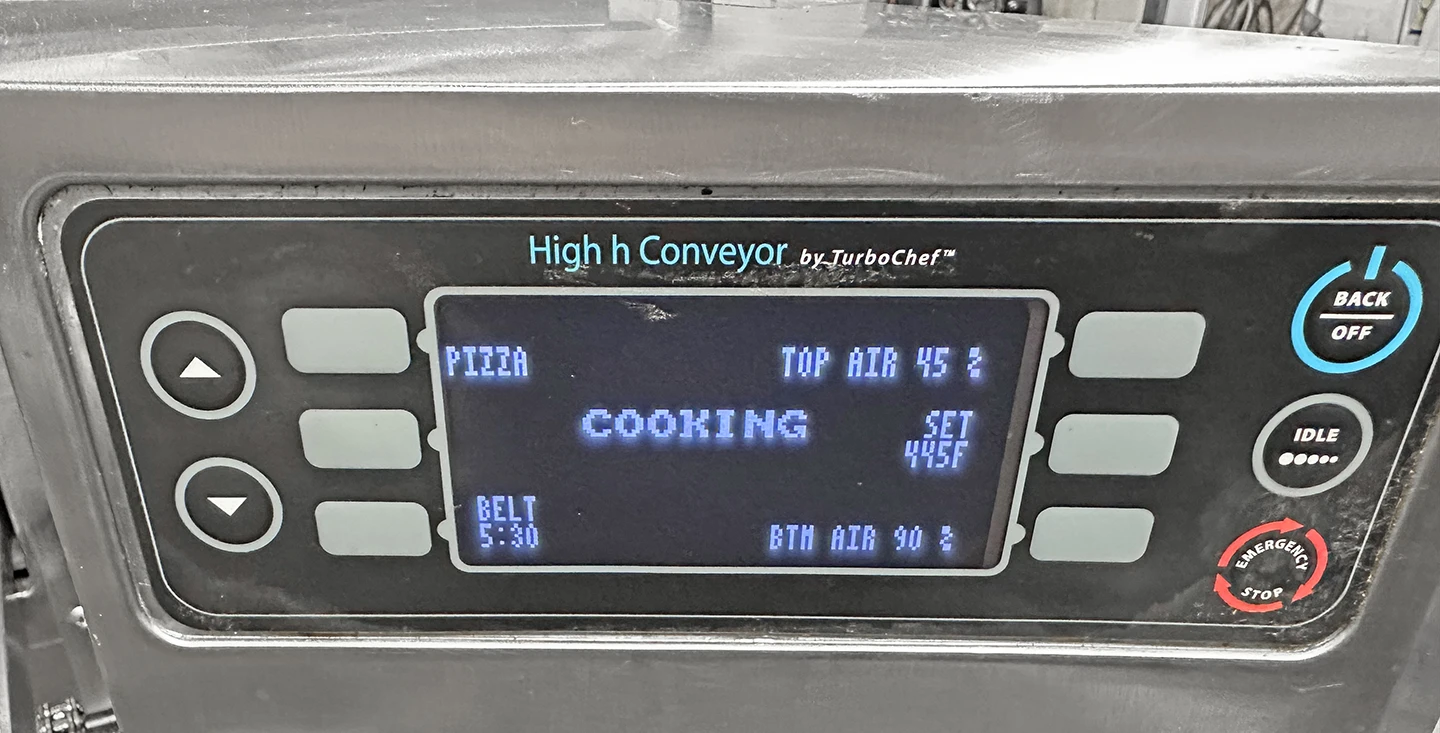 High h Conveyor by TurboChef™
PIZZA
TOP AIR 45 %
COOKING
SET
445F
BELT
5:30
BTM AIR 90 %
BACK
OFF
IDLE
EMERGENCY
STOP